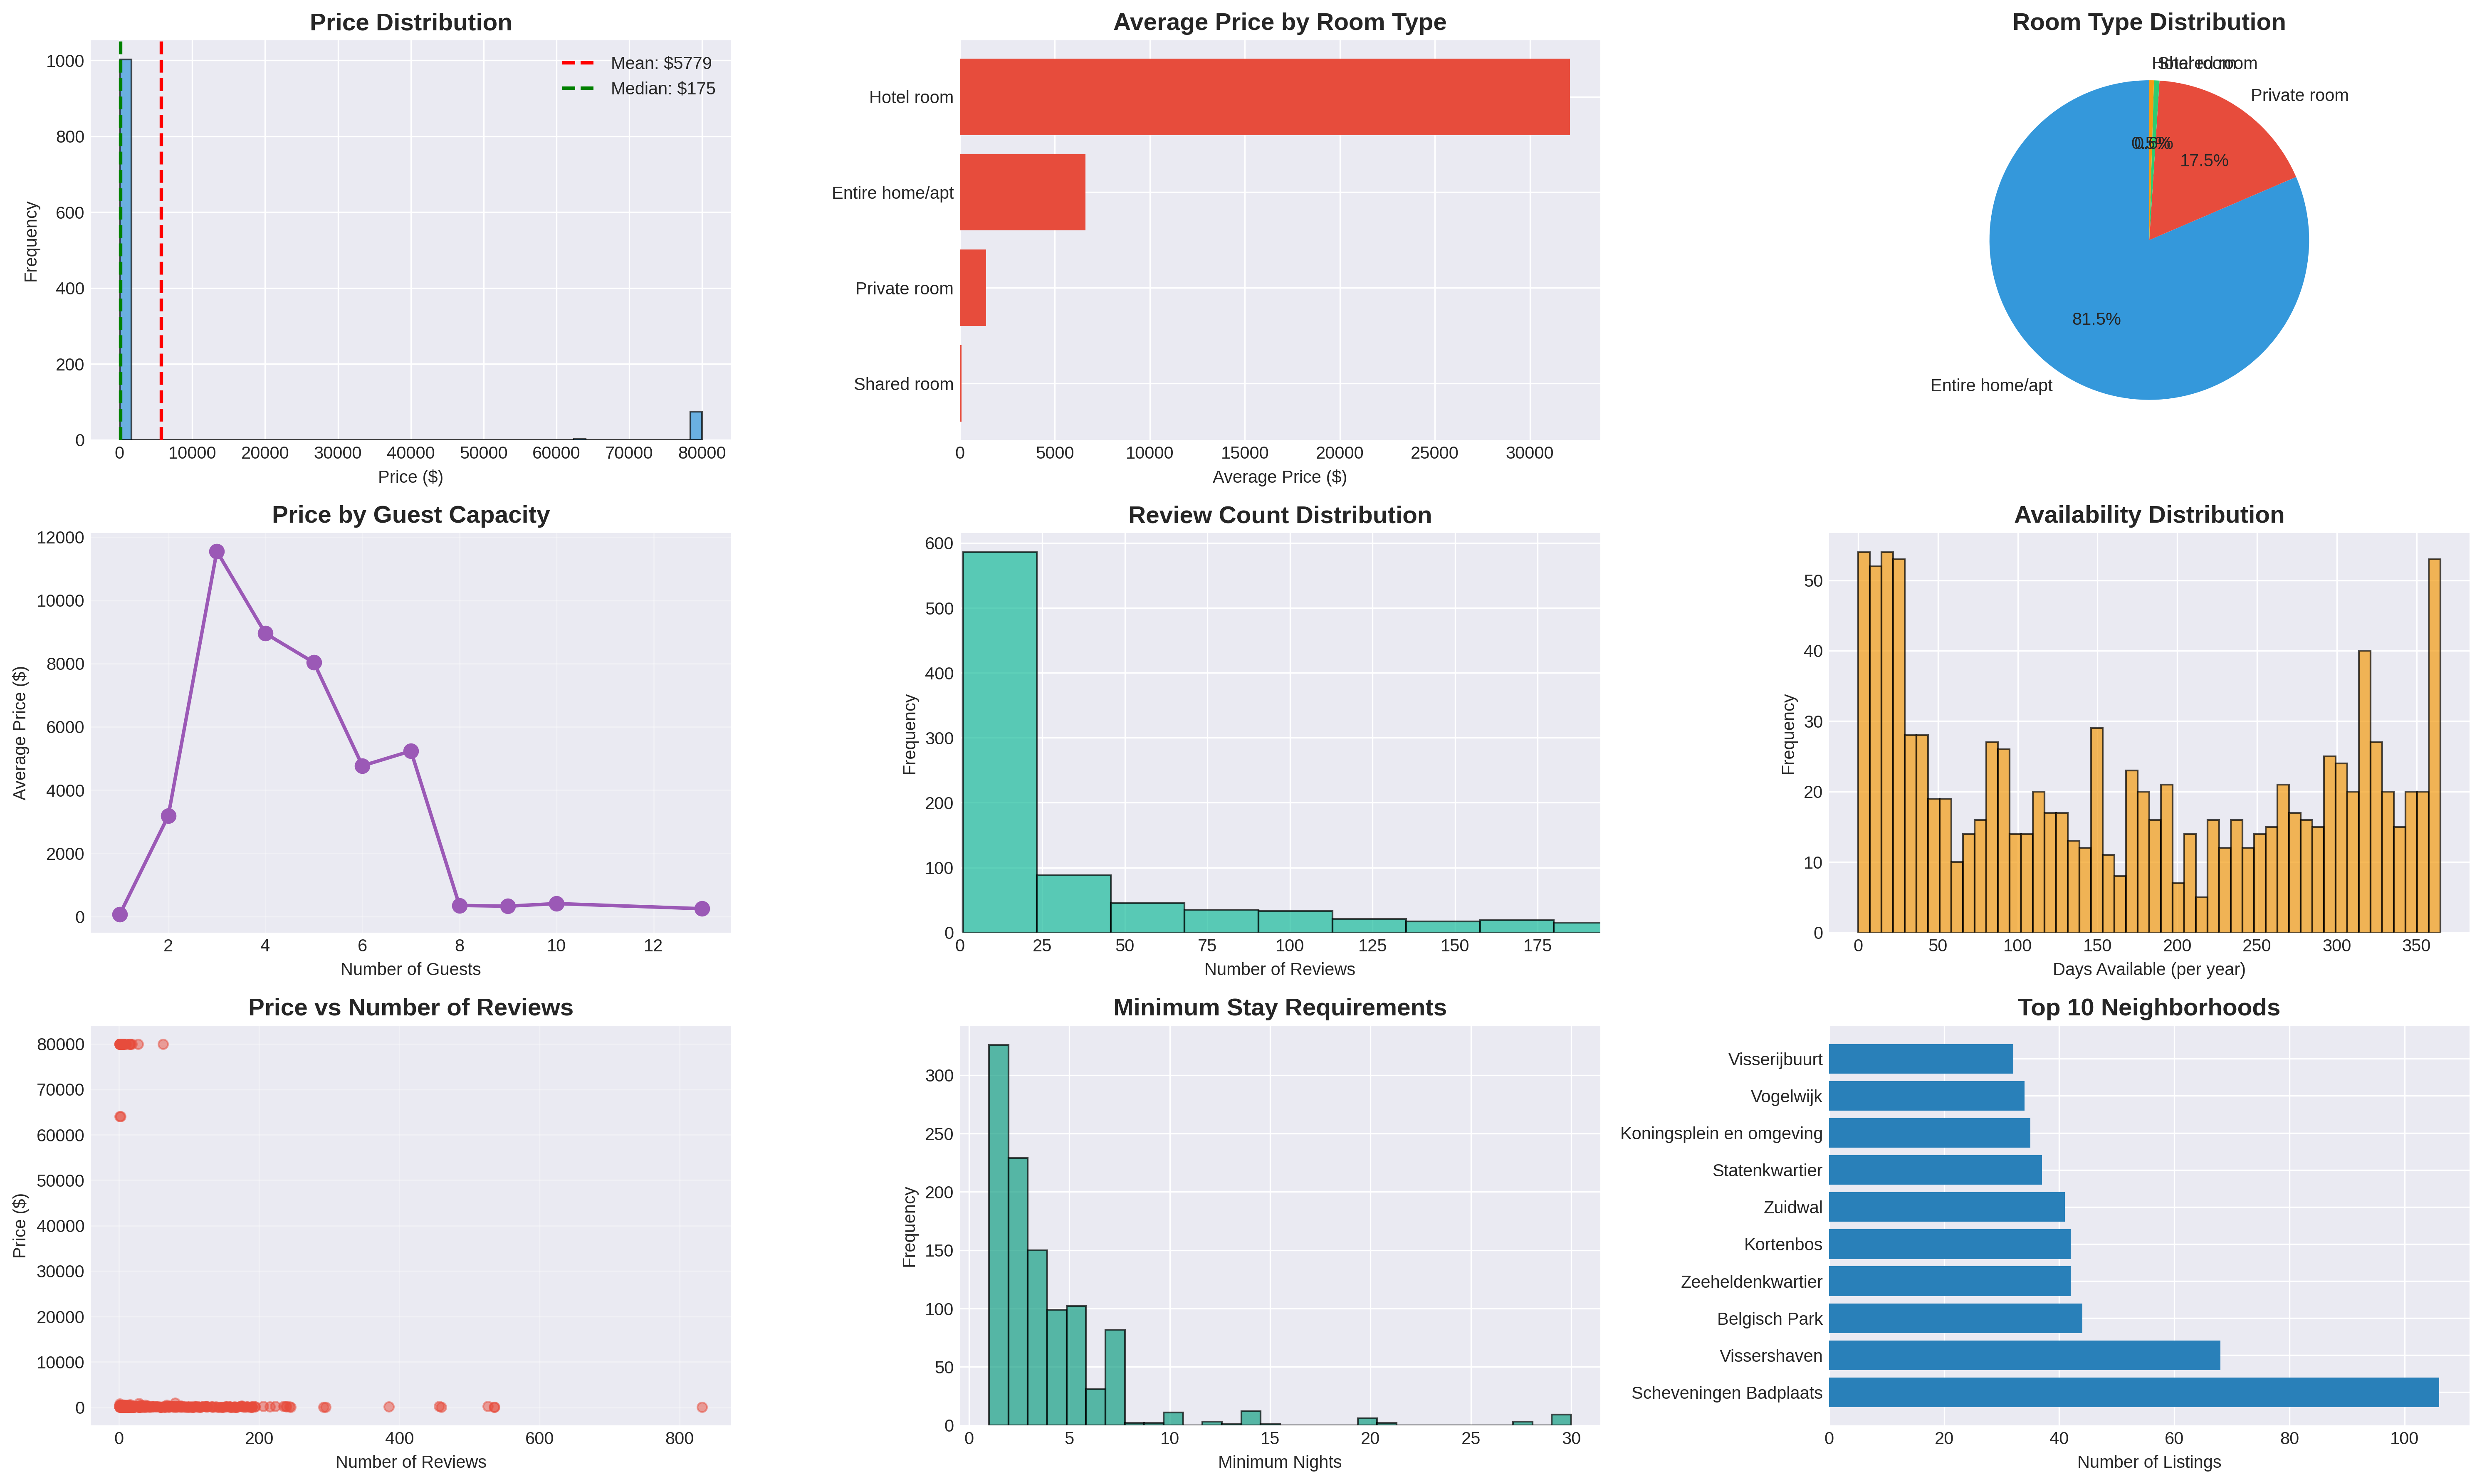 Price Distribution
1000
800
600
400
200
0
Frequency
Mean: $5779
Median: $175
0 10000 20000 30000 40000 50000 60000 70000 80000
Price ($)
Average Price by Room Type
Hotel room
Entire home/apt
Private room
Shared room
0 5000 10000 15000 20000 25000 30000
Average Price ($)
Room Type Distribution
Hotel room
Shared room
Private room
0.5%
0.6%
17.5%
81.5%
Entire home/apt
Price by Guest Capacity
12000
10000
8000
6000
4000
2000
0
Average Price ($)
2 4 6 8 10 12
Number of Guests
Review Count Distribution
600
500
400
300
200
100
0
Frequency
0 25 50 75 100 125 150 175
Number of Reviews
Availability Distribution
50
40
30
20
10
0
Frequency
0 50 100 150 200 250 300 350
Days Available (per year)
Price vs Number of Reviews
80000
70000
60000
50000
40000
30000
20000
10000
0
Price ($)
0 200 400 600 800
Number of Reviews
Minimum Stay Requirements
300
250
200
150
100
50
0
Frequency
0 5 10 15 20 25 30
Minimum Nights
Top 10 Neighborhoods
Visserijbuurt
Vogelwijk
Koningsplein en omgeving
Statenkwartier
Zuidwal
Kortenbos
Zeeheldenkwartier
Belgisch Park
Vissershaven
Scheveningen Badplaats
0 20 40 60 80 100
Number of Listings